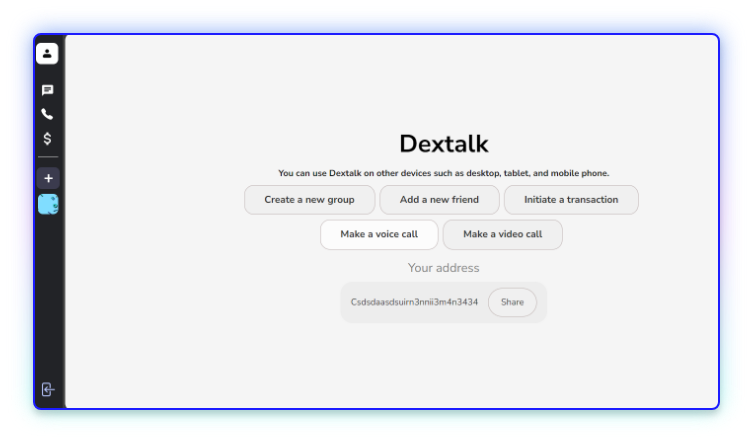 Dextalk
You can use Dextalk on other devices such as desktop, tablet, and mobile phone.
Create a new group
Add a new friend
Initiate a transaction
Make a voice call
Make a video call
Your address
Csdsdaasdsuirn3nnii3m4n3434
Share